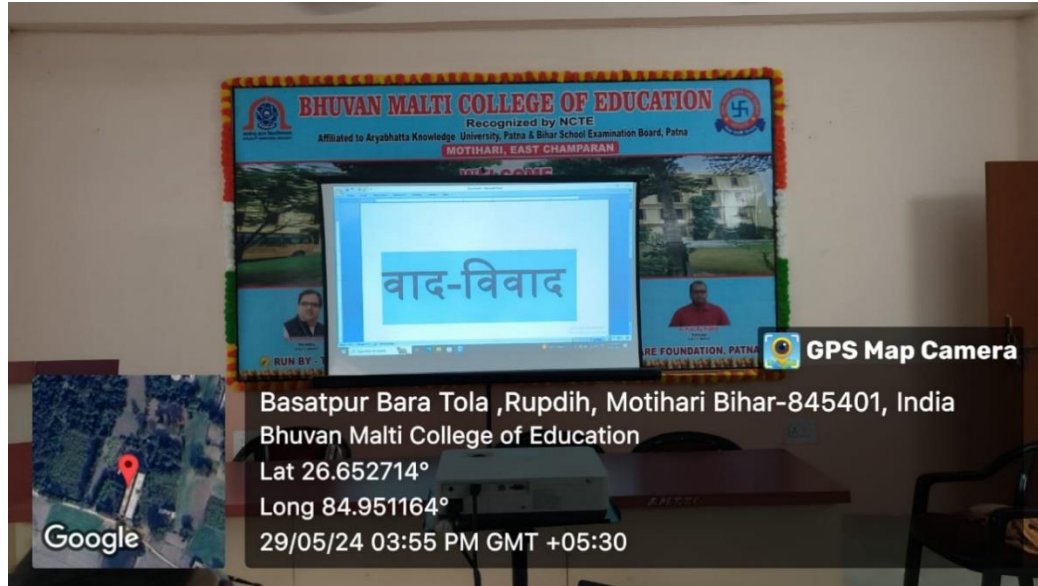 BHUVAN MALTI COLLEGE OF EDUCATION
Recognized by NCTE
Affiliated to Aryabhatta Knowledge University, Patna & Bihar School Examination Board, Patna
MOTIHARI, EAST CHAMPARAN
WELCOME
वाद-विवाद
RUN BY - T
RE FOUNDATION, PATNA
GPS Map Camera
Basatpur Bara Tola ,Rupdih, Motihari Bihar-845401, India
Bhuvan Malti College of Education
Lat 26.652714°
Long 84.951164°
29/05/24 03:55 PM GMT +05:30
Google